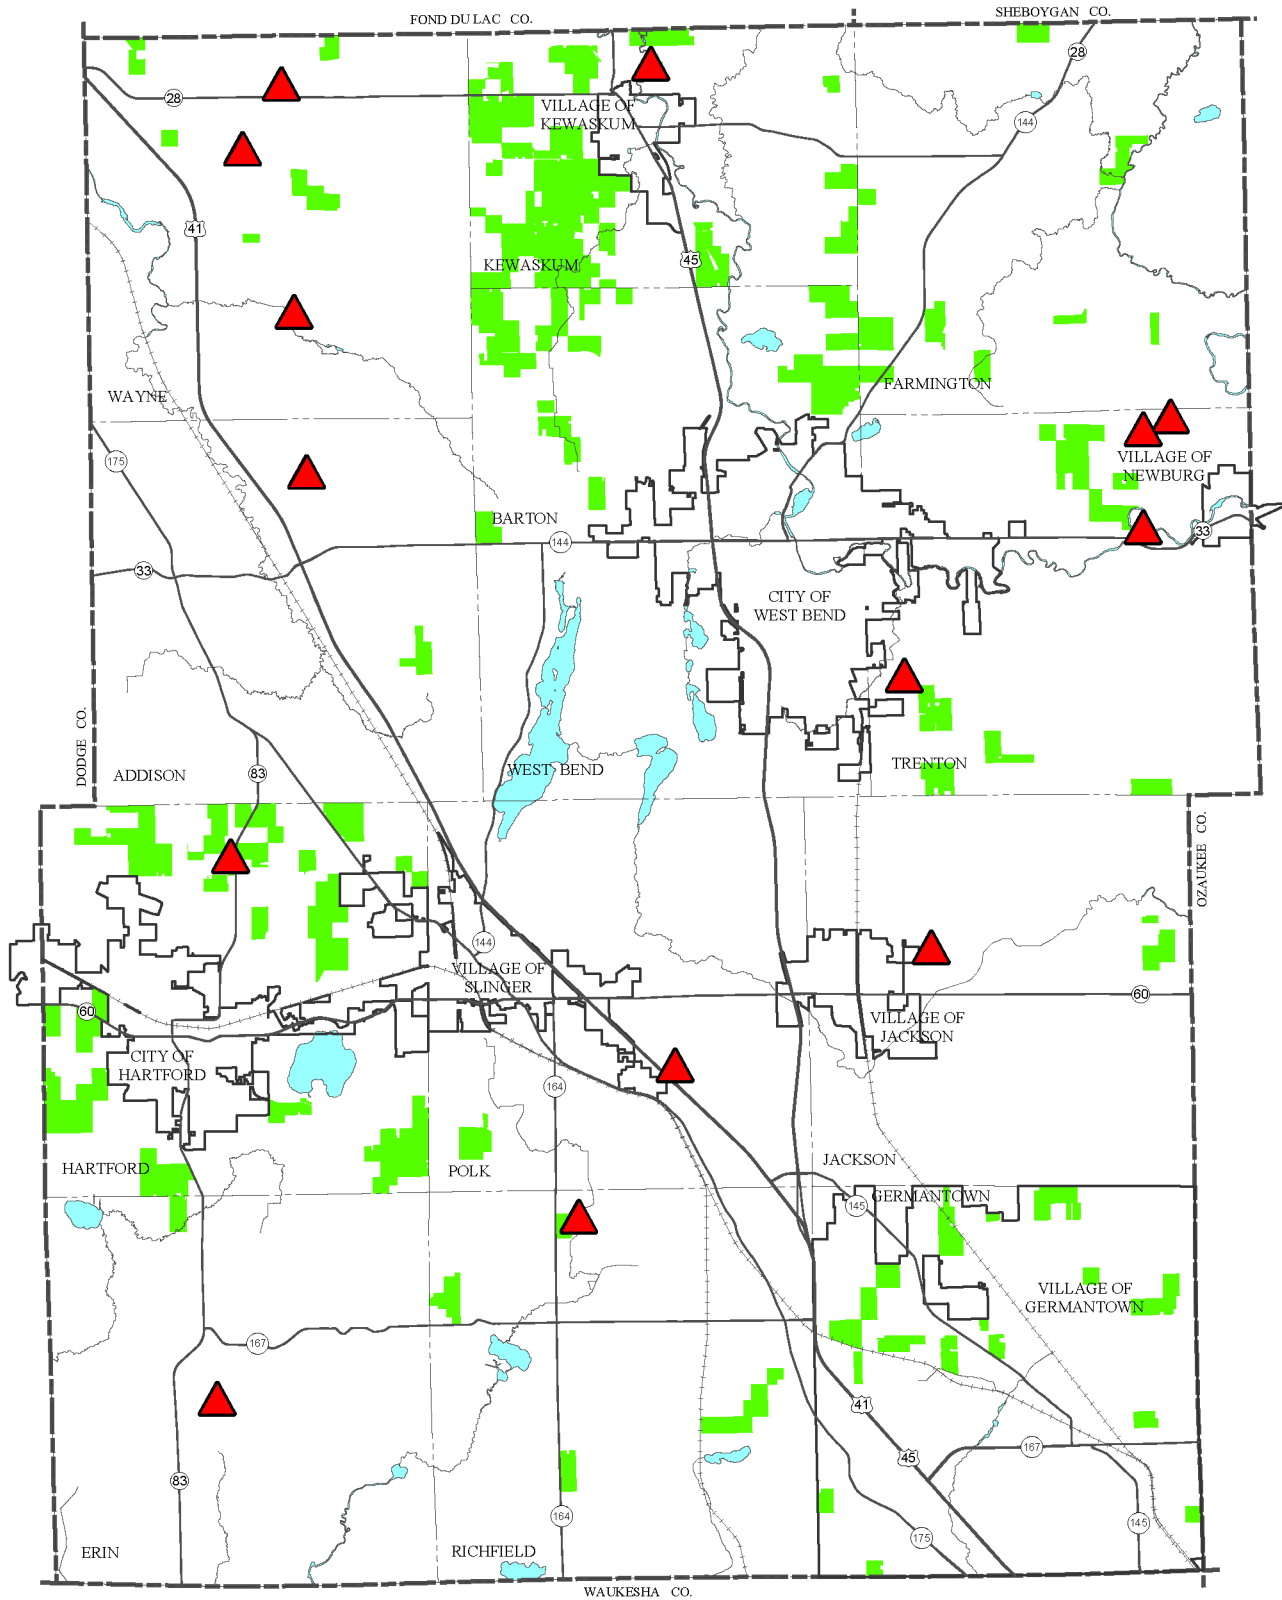 FOND DU LAC CO.
SHEBOYGAN CO.
28
28
VILLAGE OF
KEWASKUM
144
41
45
KEWASKUM
WAYNE
FARMINGTON
175
VILLAGE OF
NEWBURG
BARTON
144
33
33
CITY OF
WEST BEND
DODGE CO.
ADDISON
83
WEST BEND
TRENTON
OZAUKEE CO.
144
VILLAGE OF
SLINGER
60
60
VILLAGE OF
JACKSON
CITY OF
HARTFORD
164
HARTFORD
POLK
JACKSON
GERMANTOWN
145
VILLAGE OF
GERMANTOWN
167
41
45
167
83
164
145
175
ERIN
RICHFIELD
WAUKESHA CO.